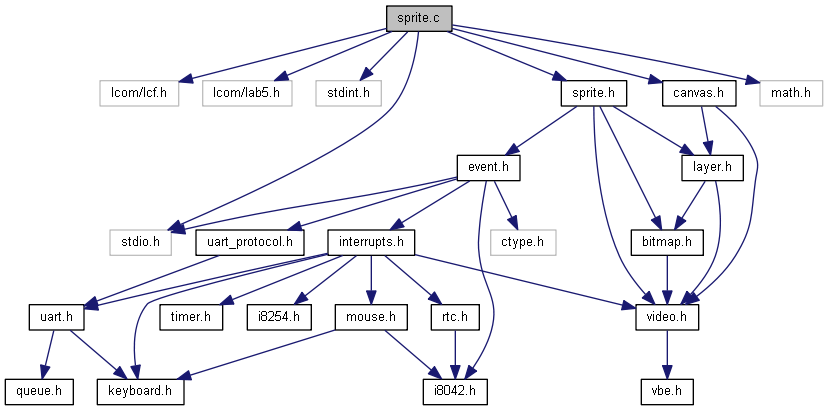 sprite.c
lcom/lcf.h
lcom/lab5.h
stdint.h
sprite.h
canvas.h
math.h
event.h
layer.h
stdio.h
uart_protocol.h
interrupts.h
ctype.h
bitmap.h
uart.h
timer.h
i8254.h
mouse.h
rtc.h
video.h
queue.h
keyboard.h
i8042.h
vbe.h